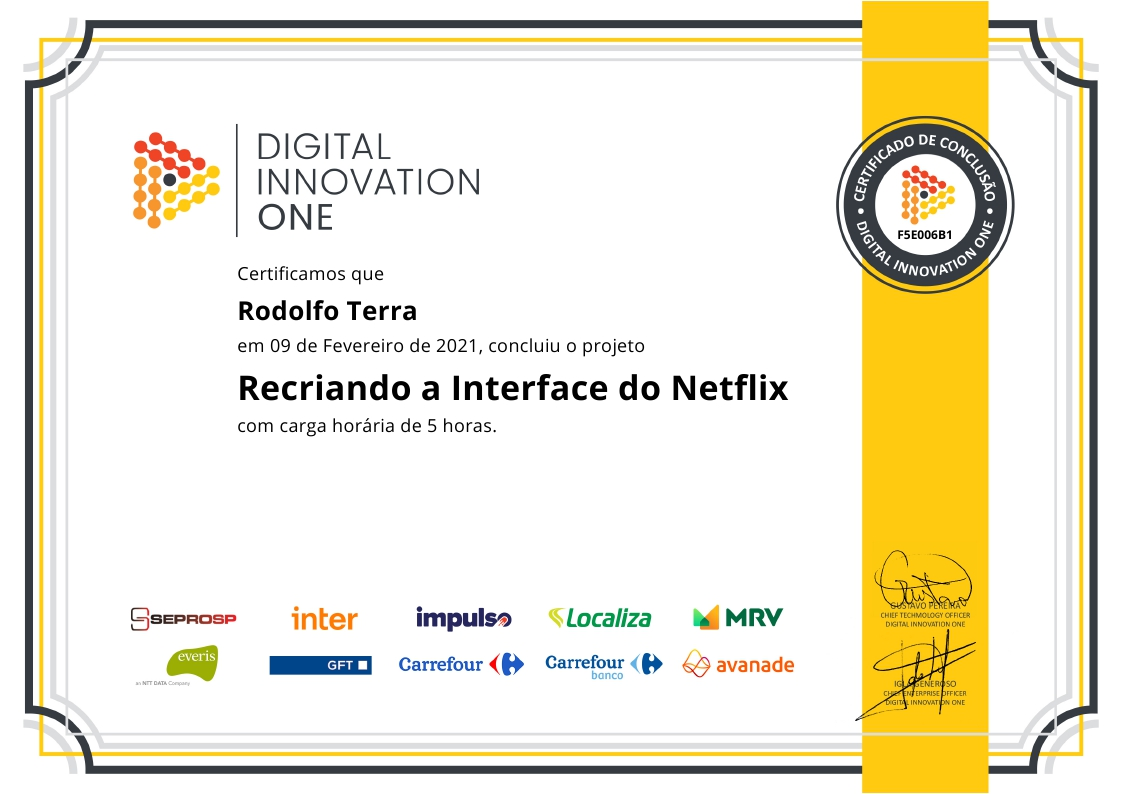 DIGITAL
INNOVATION
ONE
CERTIFICADO DE CONCLUSÃO
F5E006B1
DIGITAL INNOVATION ONE
Certificamos que
Rodolfo Terra
em 09 de Fevereiro de 2021, concluiu o projeto
Recriando a Interface do Netflix
com carga horária de 5 horas.
SEPROSP
inter
impulso
Localiza
MRV
everis
an NTT DATA Company
GFT
Carrefour
Carrefour
banco
avanade
GUSTAVO PEREIRA
CHIEF TECHMOLOGY OFFICER
DIGITAL INNOVATION ONE
GENEROSO
CHIEF ENTERPRISE OFFICER
DIGITAL INNOVATION ONE